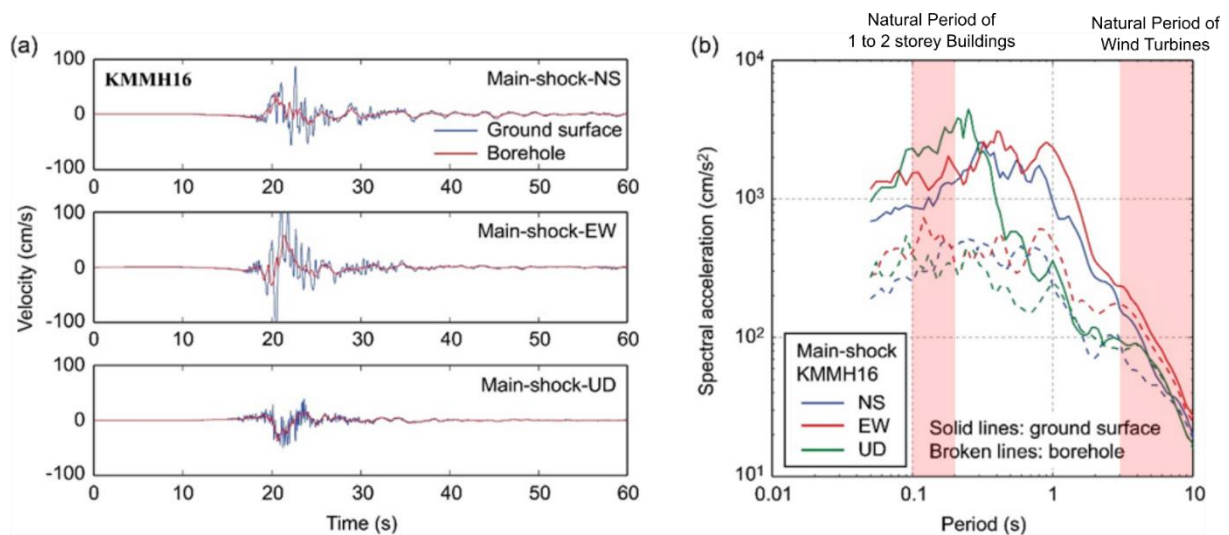 (a)
KMMH16
Main-shock-NS
Ground surface
Borehole
100
0
-100
0
10
20
30
40
50
60
Main-shock-EW
100
0
-100
0
10
20
30
40
50
60
Main-shock-UD
100
0
-100
0
10
20
30
40
50
60
Velocity (cm/s)
Time (s)
(b)
Natural Period of
1 to 2 storey Buildings
Natural Period of
Wind Turbines
10⁴
10³
10²
10¹
Spectral acceleration (cm/s²)
Main-shock
KMMH16
NS
EW
UD
Solid lines: ground surface
Broken lines: borehole
0.01
0.1
1
10
Period (s)